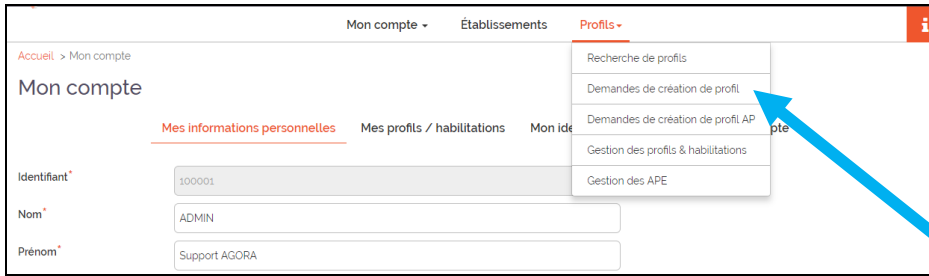 Mon compte Établissements Profils
Accueil > Mon compte
Recherche de profils
Mon compte
Demandes de création de profil
Demandes de création de profil AP
Mes informations personnelles Mes profils / habilitations Mon
Gestion des profils & habilitations
Gestion des APE
Identifiant*
100001
Nom*
ADMIN
Prénom*
Support AGORA